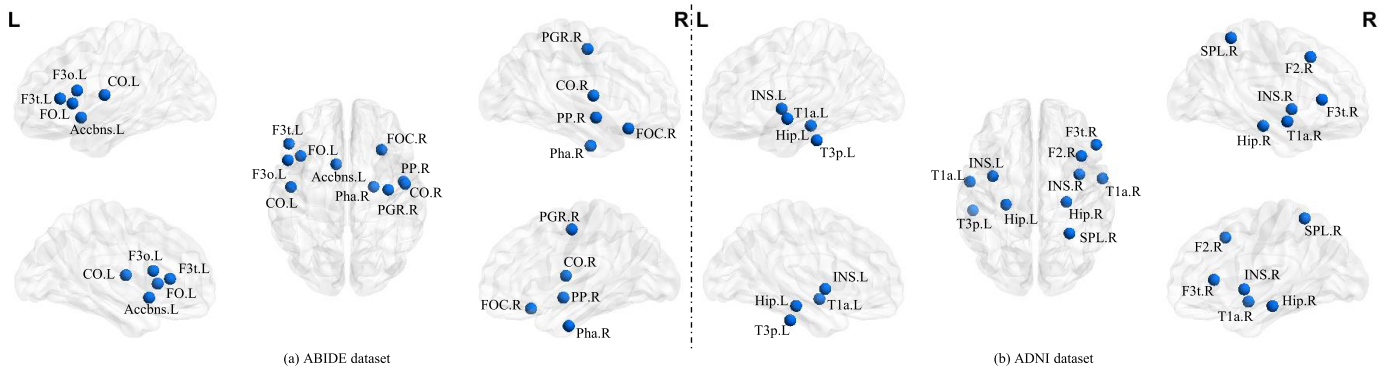 L
R
F3o.L
CO.L
F3t.L
FO.L
Accbns.L
F3t.L
FO.L
F3o.L
Accbns.L
CO.L
FOC.R
PP.R
Pha.R
CO.R
PGR.R
PGR.R
CO.R
PP.R
FOC.R
Pha.R
CO.L
F3o.L
F3t.L
FO.L
Accbns.L
PGR.R
CO.R
FOC.R
PP.R
Pha.R
(a) ABIDE dataset
L
R
INS.L
T1a.L
Hip.L
T3p.L
F3t.R
F2.R
INS.L
T1a.L
INS.R
T1a.R
T3p.L
Hip.L
Hip.R
SPL.R
SPL.R
F2.R
INS.R
F3t.R
Hip.R
T1a.R
INS.L
Hip.L
T1a.L
T3p.L
SPL.R
F2.R
F3t.R
INS.R
T1a.R
Hip.R
(b) ADNI dataset